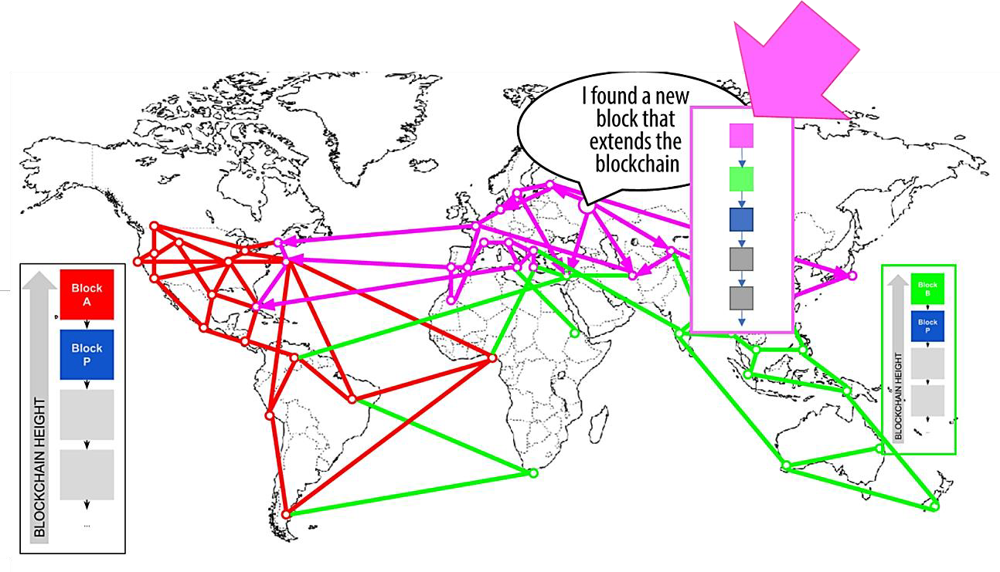 I found a new
block that
extends the
blockchain
BLOCKCHAIN HEIGHT
Block
A
Block
P
...
BLOCKCHAIN HEIGHT
Block
B
Block
P
...